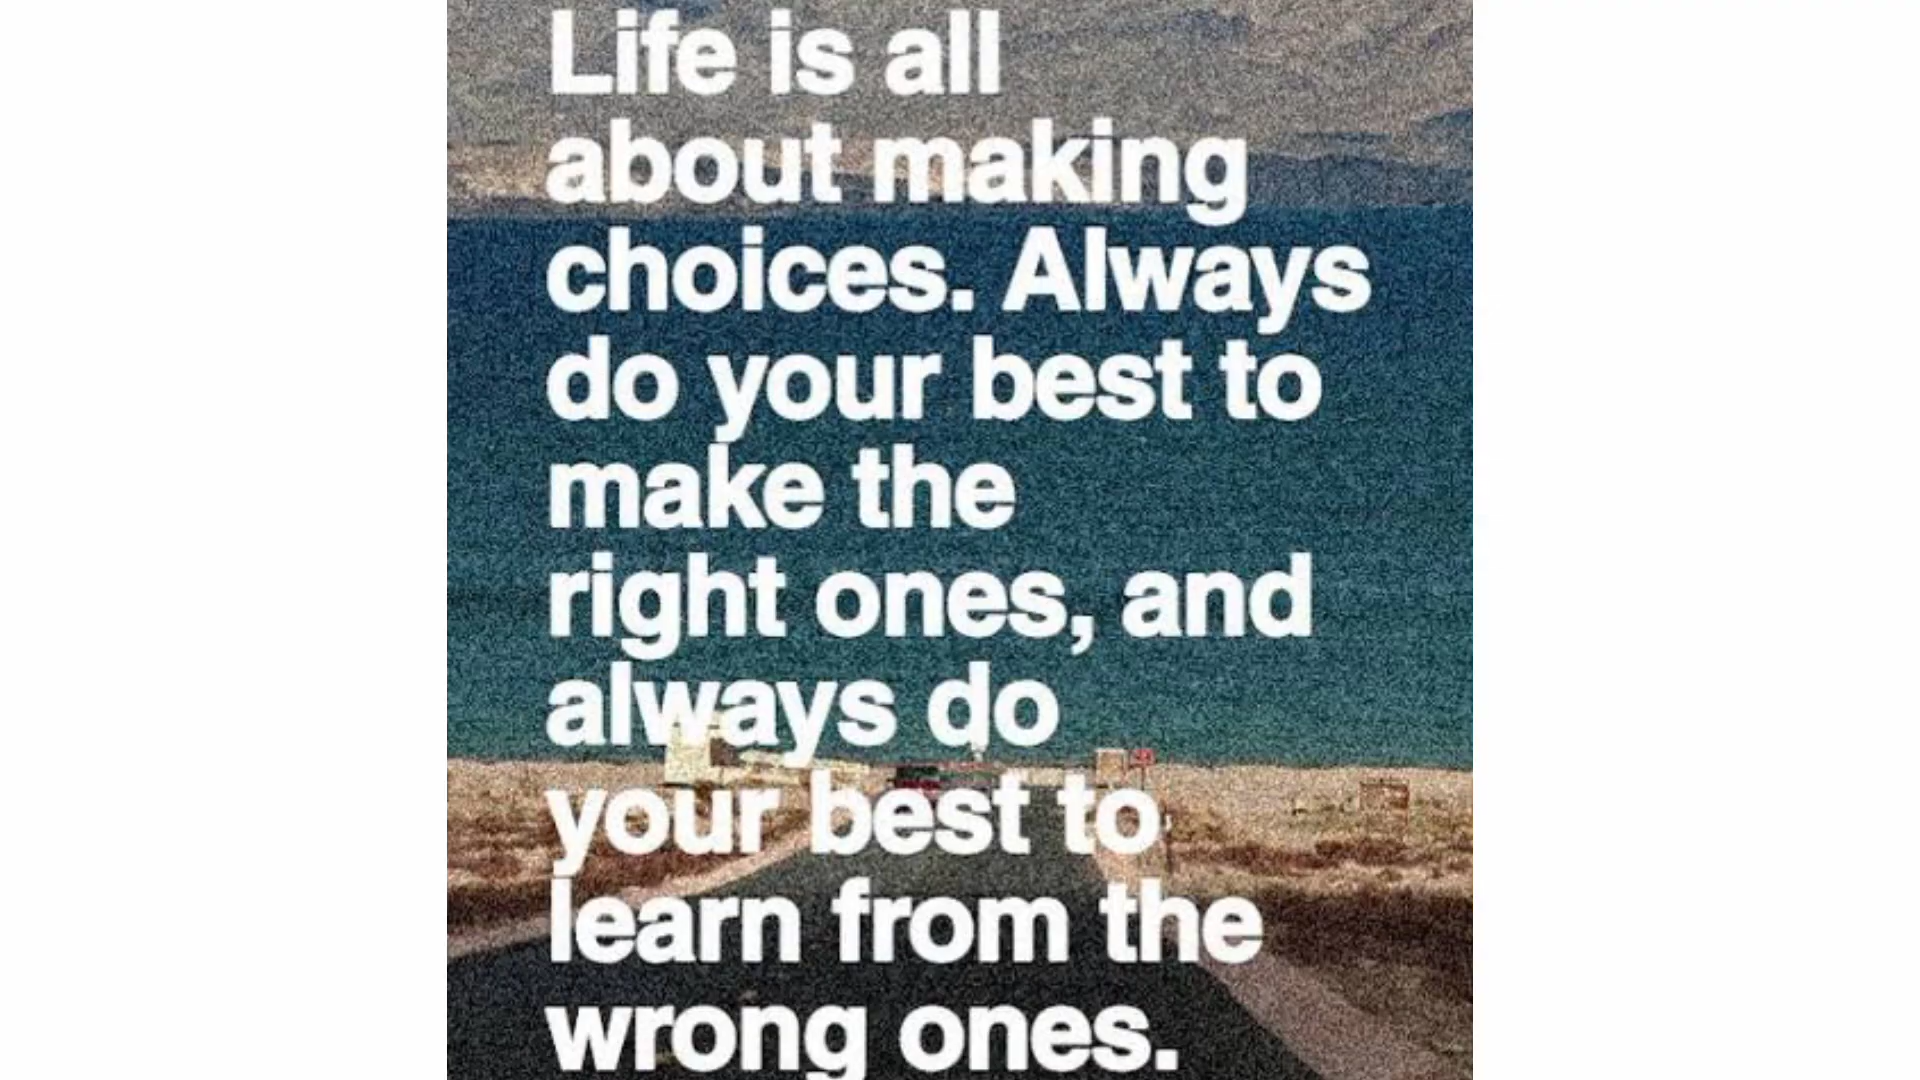 Life is all
about making
choices. Always
do your best to
make the
right ones, and
always do
your best to
learn from the
wrong ones.